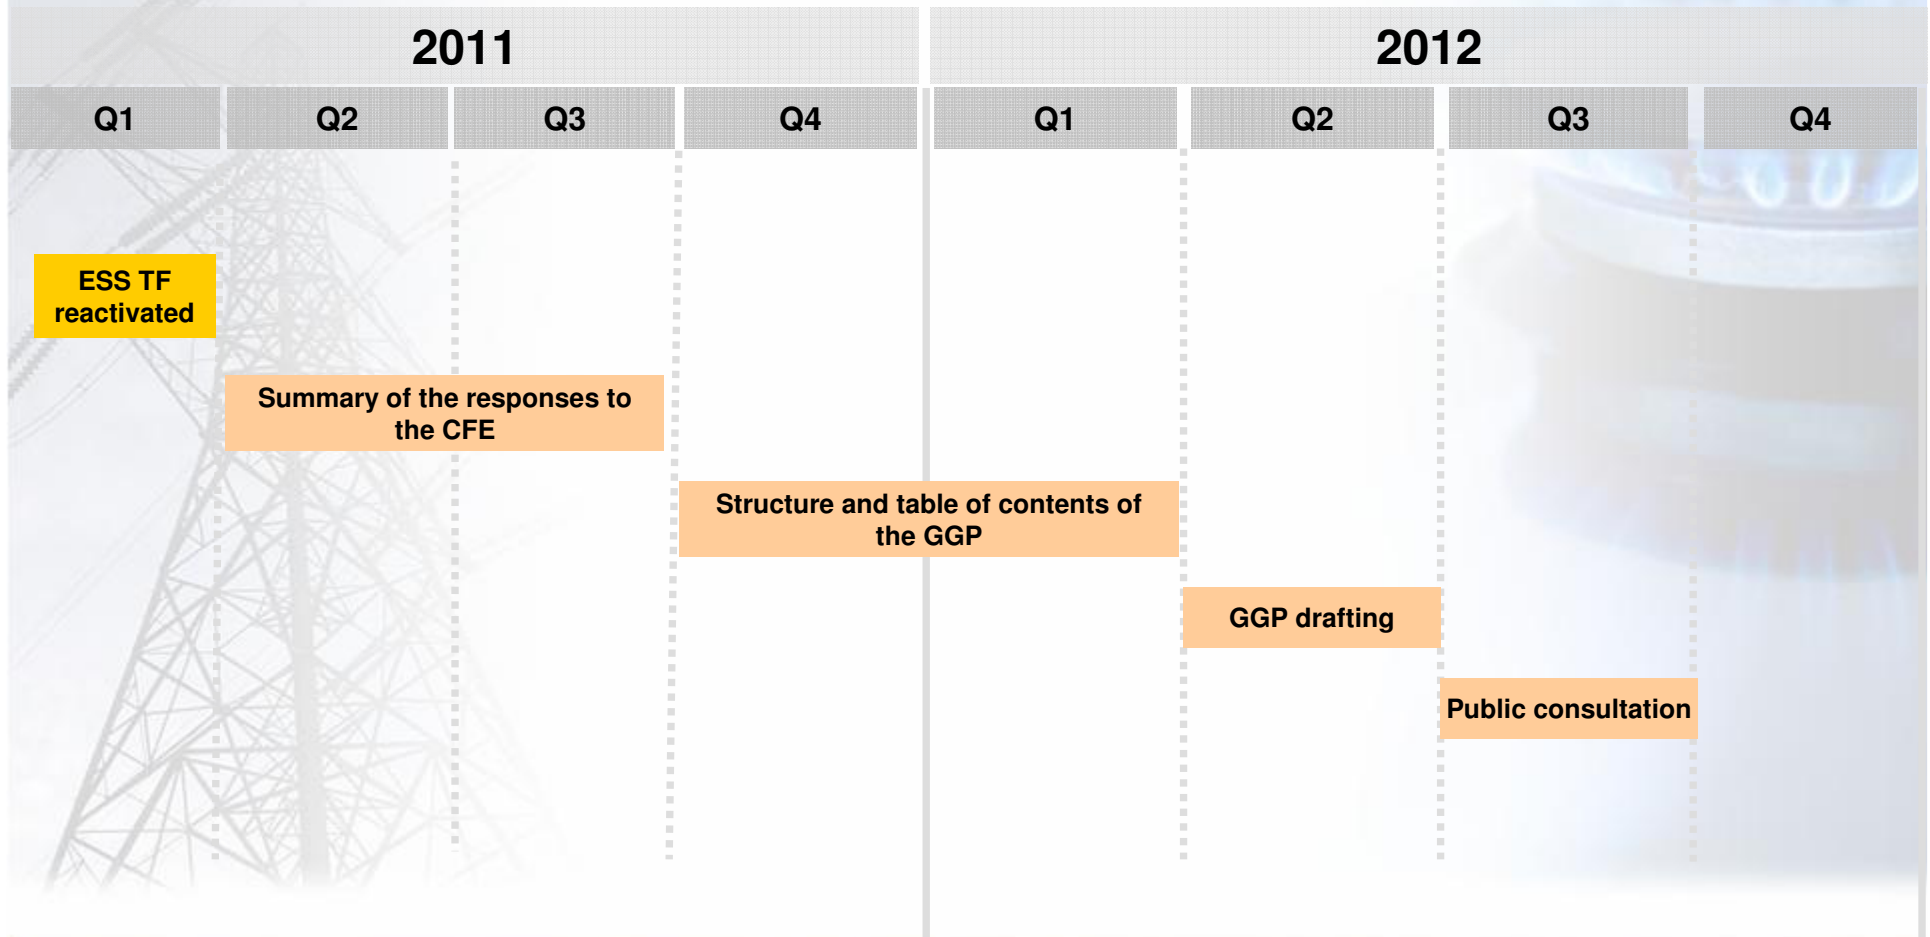 2011
2012
Q1
Q2
Q3
Q4
Q1
Q2
Q3
Q4
ESS TF
reactivated
Summary of the responses to
the CFE
Structure and table of contents of
the GGP
GGP drafting
Public consultation